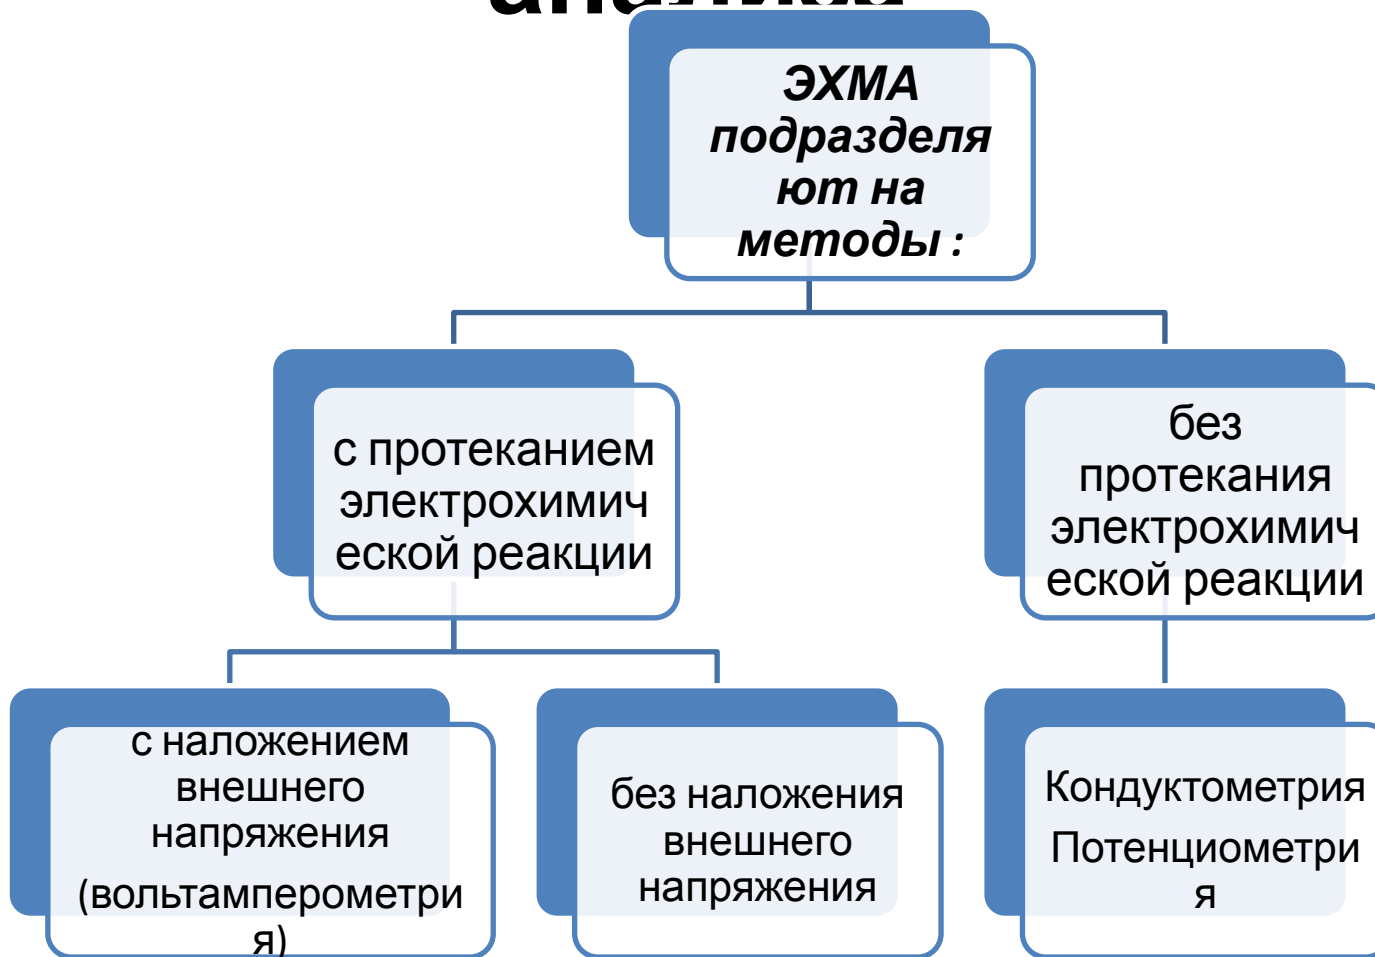 ЭХМА
подразделя
ют на
методы :
с протеканием
электрохимич
еской реакции
без
протекания
электрохимич
еской реакции
с наложением
внешнего
напряжения
(вольтамперометри
я)
без наложения
внешнего
напряжения
Кондуктометрия
Потенциометри
я